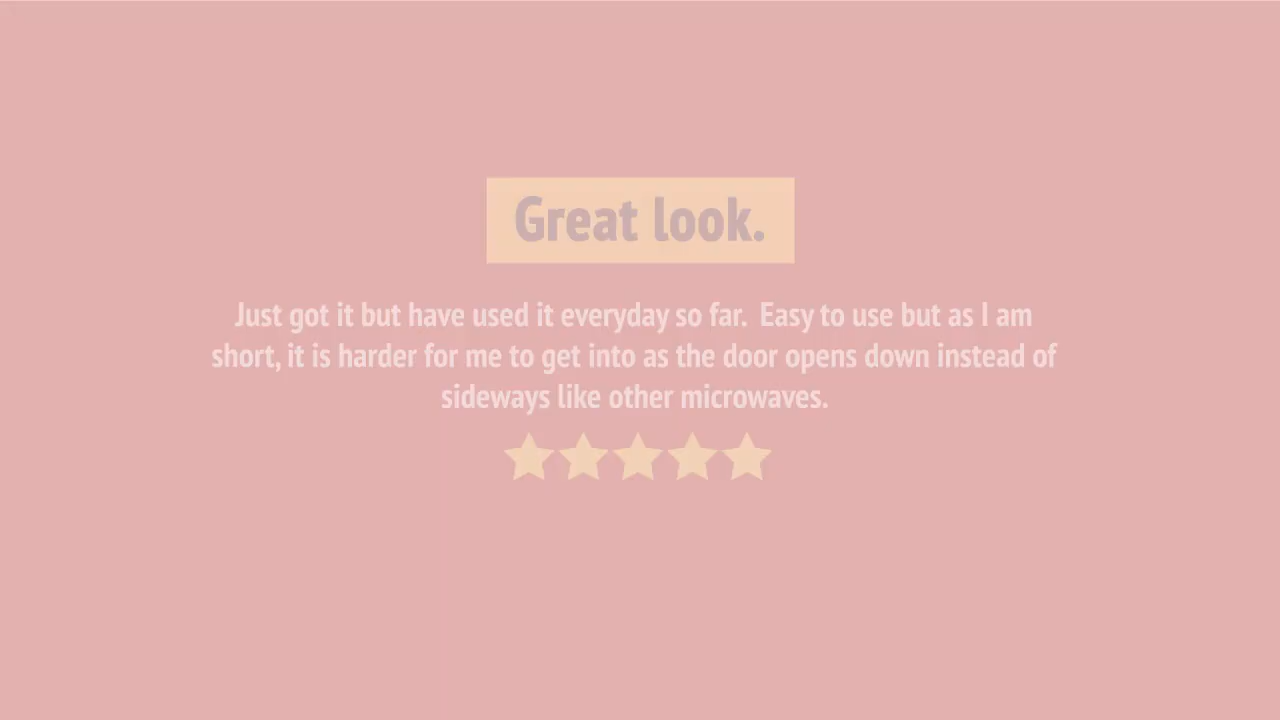 Great look.
Just got it but have used it everyday so far.  Easy to use but as I am
short, it is harder for me to get into as the door opens down instead of
sideways like other microwaves.